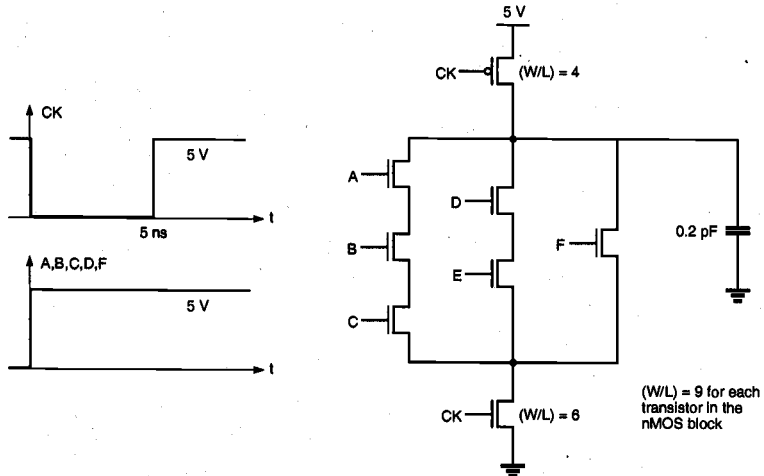 5 V
CK
(W/L) = 4
CK
5 V
t
5 ns
A
B
C
D
E
F
0.2 pF
A,B,C,D,F
5 V
t
CK
(W/L) = 6
(W/L) = 9 for each
transistor in the
nMOS block